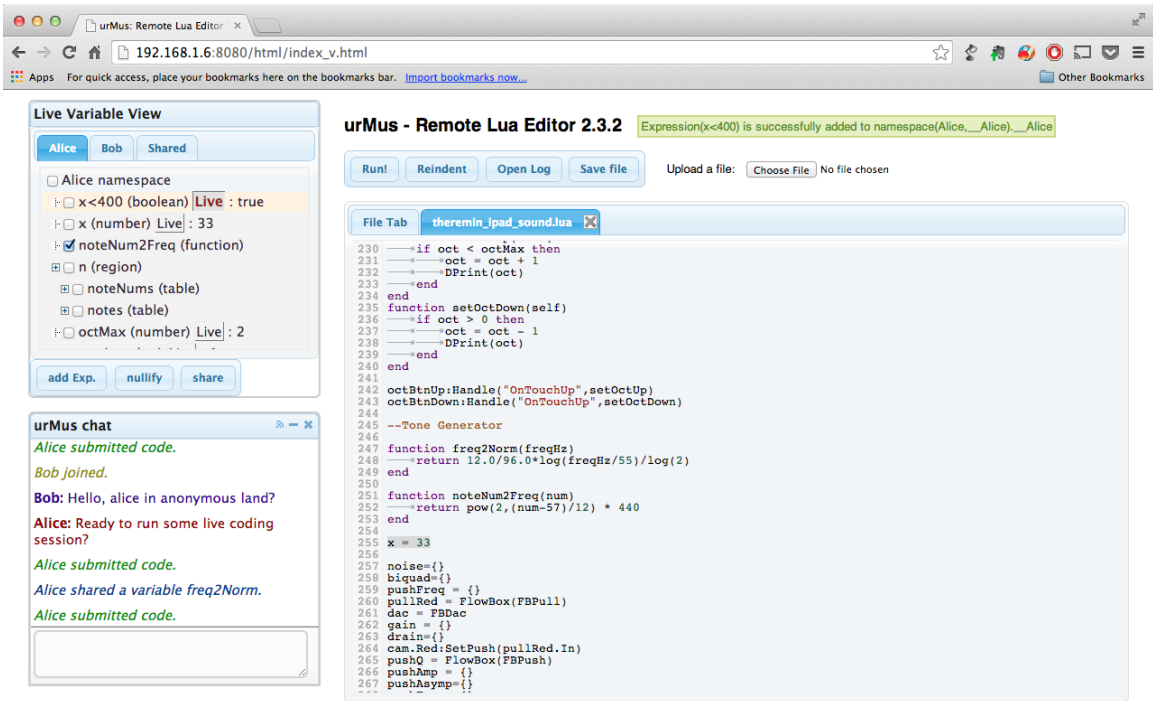 urMus: Remote Lua Editor
192.168.1.6:8080/html/index_v.html
Apps For quick access, place your bookmarks here on the bookmarks bar. Import bookmarks now...
Other Bookmarks
Live Variable View
Alice Bob Shared
Alice namespace
x<400 (boolean) Live : true
x (number) Live : 33
noteNum2Freq (function)
n (region)
noteNums (table)
notes (table)
octMax (number) Live : 2
add Exp. nullify share
urMus chat
Alice submitted code.
Bob joined.
Bob: Hello, alice in anonymous land?
Alice: Ready to run some live coding
session?
Alice submitted code.
Alice shared a variable freq2Norm.
Alice submitted code.
urMus - Remote Lua Editor 2.3.2
Expression(x<400) is successfully added to namespace(Alice,__Alice).__Alice
Run! Reindent Open Log Save file
Upload a file: Choose File No file chosen
File Tab theremin_ipad_sound.lua
230 if oct < octMax then
231 oct = oct + 1
232 DPrint(oct)
233 end
234 end
235 function setOctDown(self)
236 if oct > 0 then
237 oct = oct - 1
238 DPrint(oct)
239 end
240 end
241
242 octBtnUp:Handle("OnTouchUp",setOctUp)
243 octBtnDown:Handle("OnTouchUp",setOctDown)
244
245 --Tone Generator
246
247 function freq2Norm(freqHz)
248 return 12.0/96.0*log(freqHz/55)/log(2)
249 end
250
251 function noteNum2Freq(num)
252 return pow(2,(num-57)/12) * 440
253 end
254
255 x = 33
256
257 noise={}
258 biquad={}
259 pushFreq = {}
260 pullRed = FlowBox(FBPull)
261 dac = FBDac
262 gain = {}
263 drain={}
264 cam.Red:SetPush(pullRed.In)
265 pushQ = FlowBox(FBPush)
266 pushAmp = {}
267 pushAsymp={}